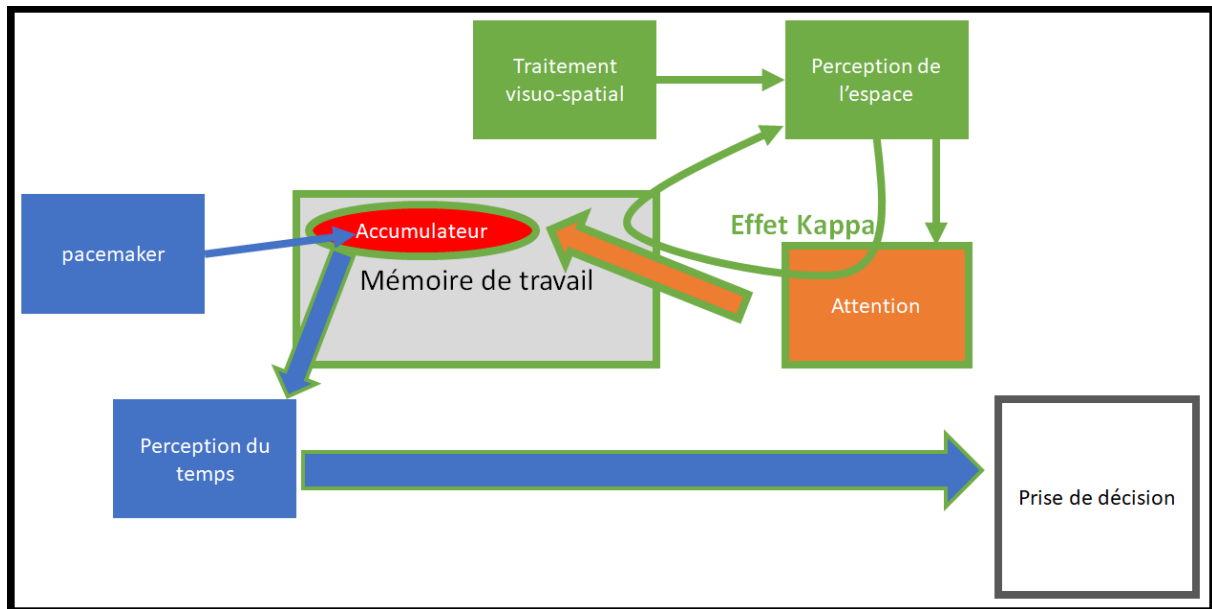 Traitement
visuo-spatial
Perception de
l’espace
Effet Kappa
pacemaker
Accumulateur
Mémoire de travail
Attention
Perception du
temps
Prise de décision